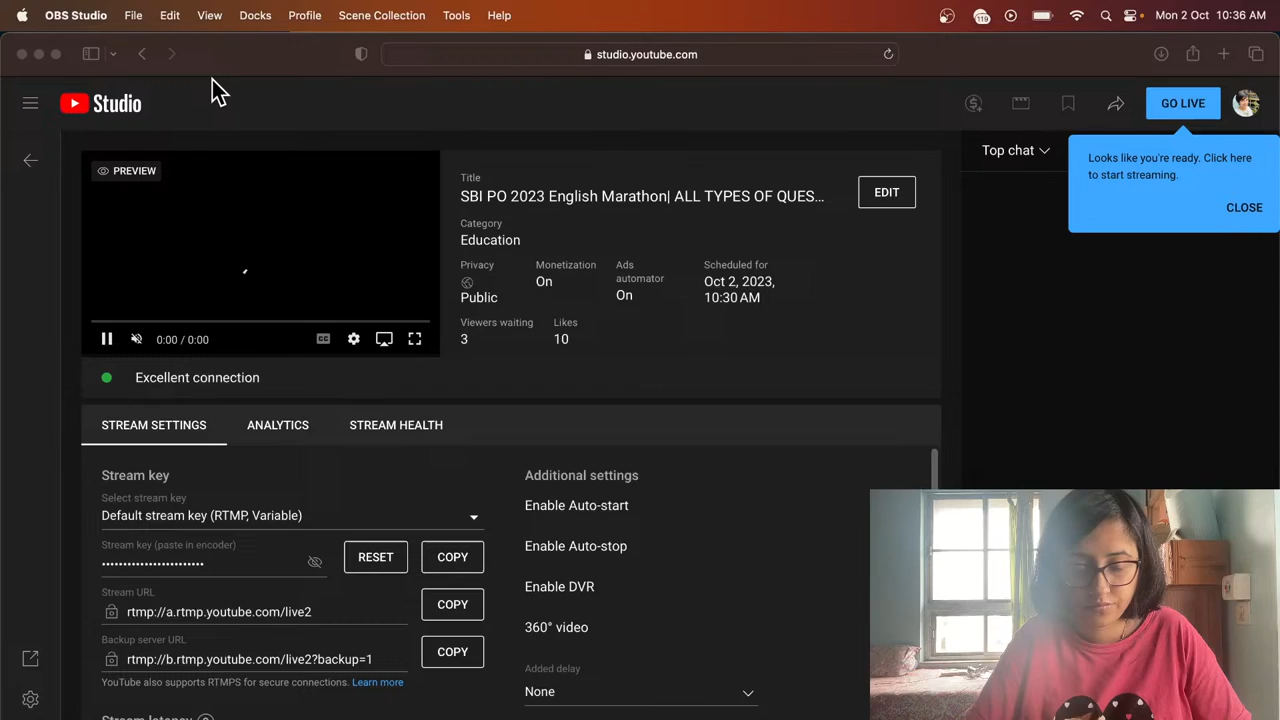 OBS Studio File Edit View Docks Profile Scene Collection Tools Help 119 Mon 2 Oct 10:36 AM
studio.youtube.com
Studio GO LIVE
Looks like you're ready. Click here
to start streaming.
CLOSE
Top chat
PREVIEW
0:00 / 0:00
CC
Title
SBI PO 2023 English Marathon| ALL TYPES OF QUES...
EDIT
Category
Education
Privacy
Public
Monetization
On
Ads
automator
On
Scheduled for
Oct 2, 2023,
10:30 AM
Viewers waiting
3
Likes
10
Excellent connection
STREAM SETTINGS ANALYTICS STREAM HEALTH
Stream key
Select stream key
Default stream key (RTMP, Variable)
Stream key (paste in encoder)
•••••••••••••••••••••••• RESET COPY
Stream URL
rtmp://a.rtmp.youtube.com/live2 COPY
Backup server URL
rtmp://b.rtmp.youtube.com/live2?backup=1 COPY
YouTube also supports RTMPS for secure connections. Learn more
Additional settings
Enable Auto-start
Enable Auto-stop
Enable DVR
360° video
Added delay
None
Stream latency